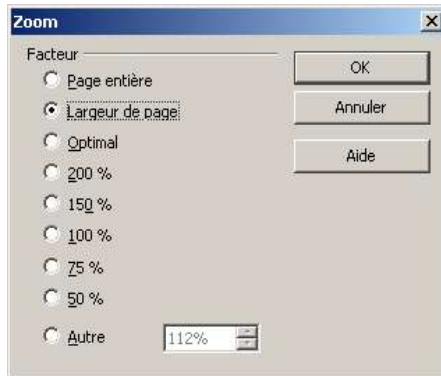 Zoom
Facteur
Page entière
Largeur de page
Optimal
200 %
150 %
100 %
75 %
50 %
Autre
112%
OK
Annuler
Aide